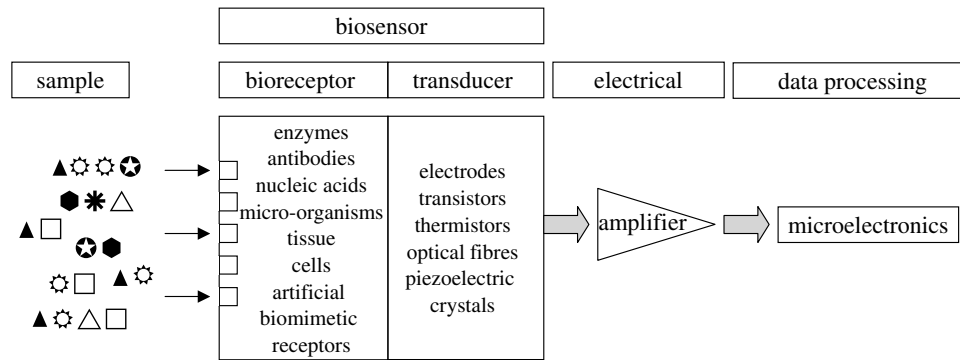 biosensor
sample
bioreceptor
transducer
electrical
data processing
enzymes
antibodies
nucleic acids
micro-organisms
tissue
cells
artificial
biomimetic
receptors
electrodes
transistors
thermistors
optical fibres
piezoelectric
crystals
amplifier
microelectronics